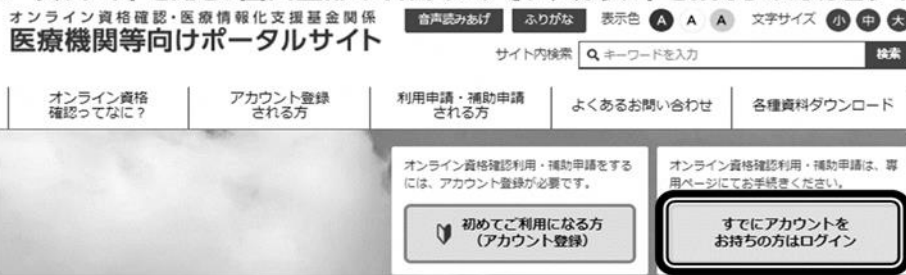 オンライン資格確認・医療情報化支援基金関係
医療機関等向けポータルサイト
音声読みあげ ふりがな 表示色 A A A 文字サイズ 小 中 大
サイト内検索 キーワードを入力 検索
オンライン資格
確認ってなに？
アカウント登録
される方
利用申請・補助申請
される方
よくあるお問い合わせ
各種資料ダウンロード
オンライン資格確認利用・補助申請をする
には、アカウント登録が必要です。
初めてご利用になる方
（アカウント登録）
オンライン資格確認利用・補助申請は、専
用ページにてお手続きください。
すでにアカウントを
お持ちの方はログイン